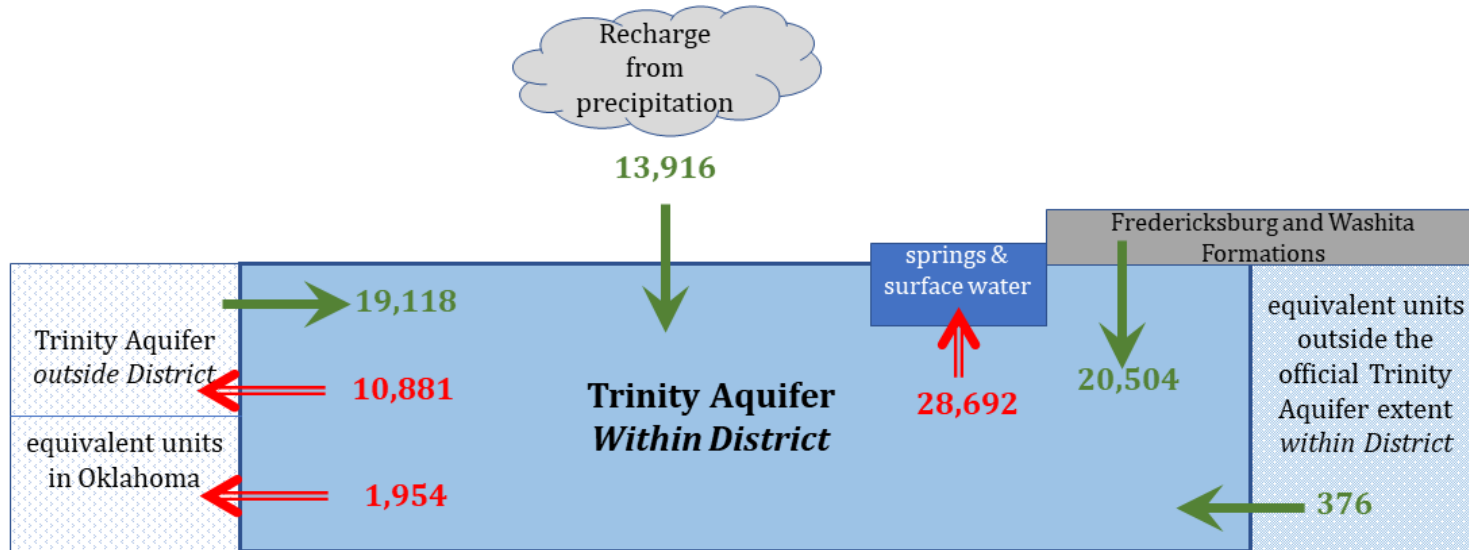 Recharge
from
precipitation
13,916
Fredericksburg and Washita
Formations
springs &
surface water
19,118
Trinity Aquifer
outside District
10,881
equivalent units
in Oklahoma
1,954
Trinity Aquifer
Within District
28,692
20,504
equivalent units
outside the
official Trinity
Aquifer extent
within District
376